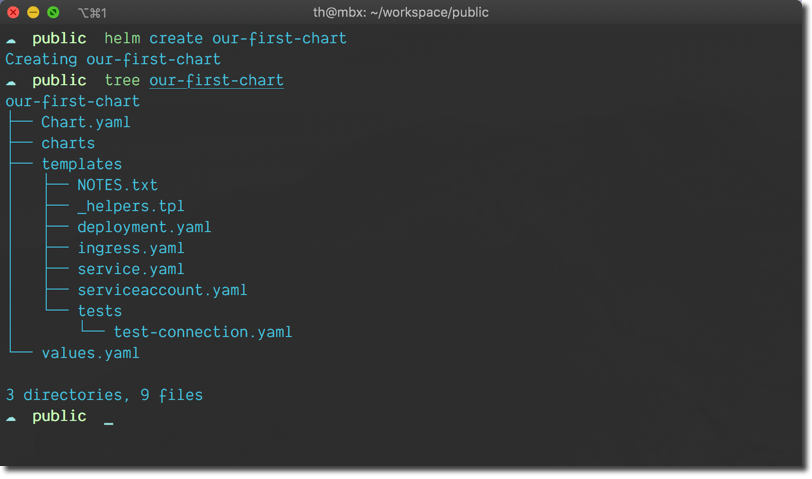 ⌥⌘1 th@mbx: ~/workspace/public
public helm create our-first-chart
Creating our-first-chart
public tree our-first-chart
our-first-chart
├── Chart.yaml
├── charts
├── templates
│   ├── NOTES.txt
│   ├── _helpers.tpl
│   ├── deployment.yaml
│   ├── ingress.yaml
│   ├── service.yaml
│   ├── serviceaccount.yaml
│   └── tests
│       └── test-connection.yaml
└── values.yaml
3 directories, 9 files
public _